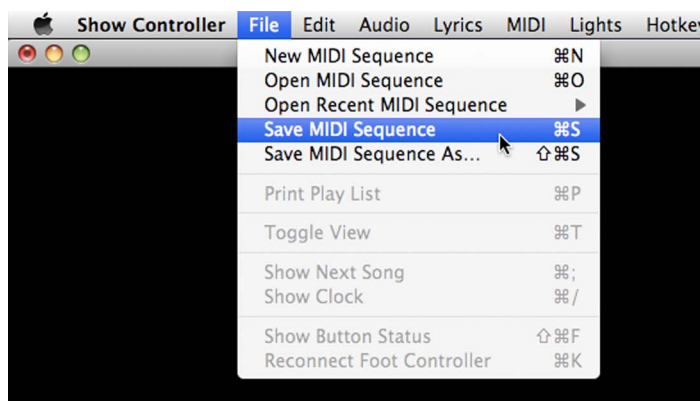 Show Controller File Edit Audio Lyrics MIDI Lights Hotke
New MIDI Sequence ⌘N
Open MIDI Sequence ⌘O
Open Recent MIDI Sequence ▶
Save MIDI Sequence ⌘S
Save MIDI Sequence As... ⇧⌘S
Print Play List ⌘P
Toggle View ⌘T
Show Next Song ⌘;
Show Clock ⌘/
Show Button Status ⇧⌘F
Reconnect Foot Controller ⌘K